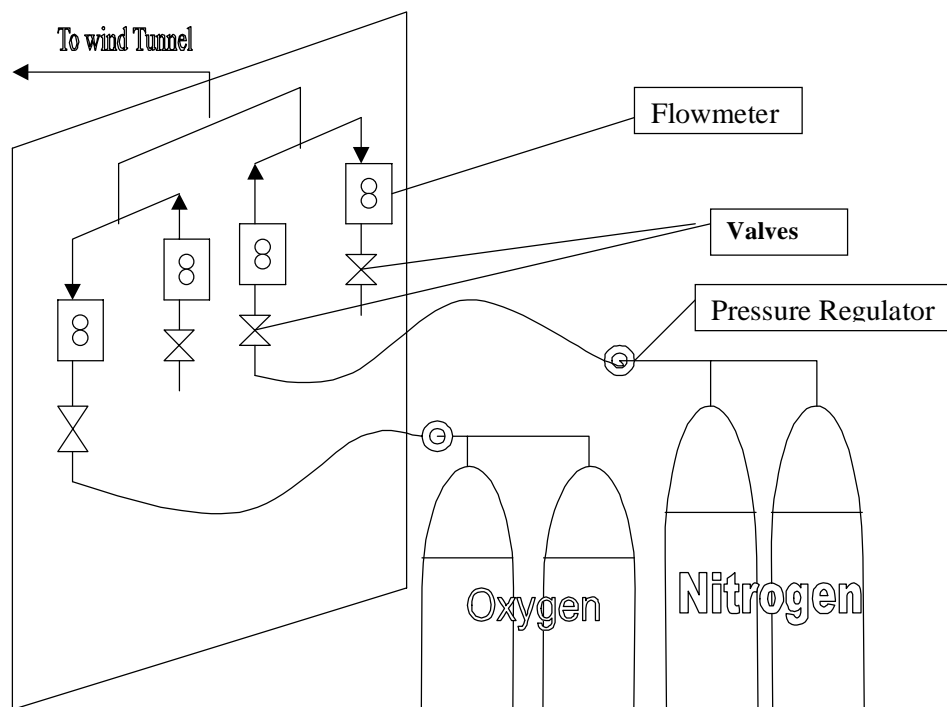 To wind Tunnel
Flowmeter
Valves
Pressure Regulator
Oxygen
Nitrogen